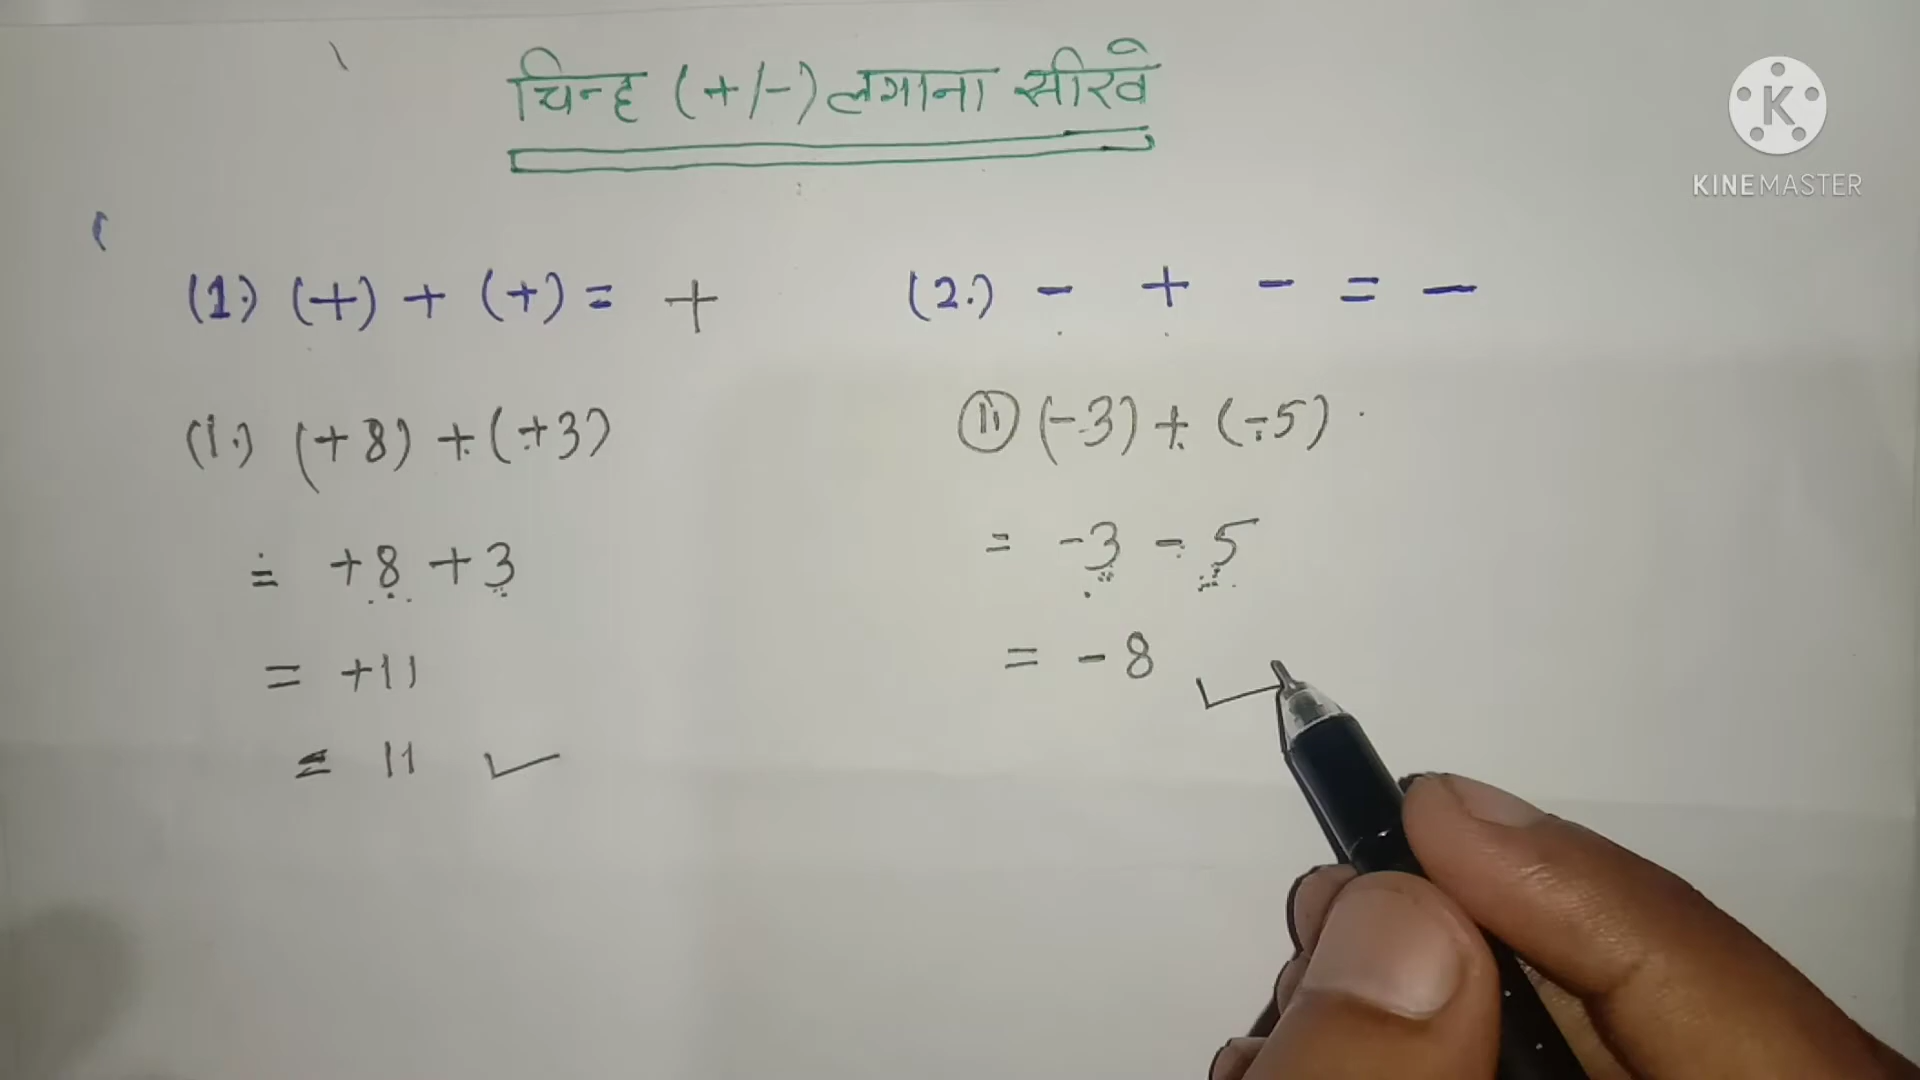 चिन्ह (+/-) लगाना सीखे
KINEMASTER
(1.) (+) + (+) = +
(i.) (+8) + (+3)
= +8 +3
= +11
= 11 ✓
(2.) - + - = -
(ii) (-3) + (-5)
= -3 - 5
= -8 ✓